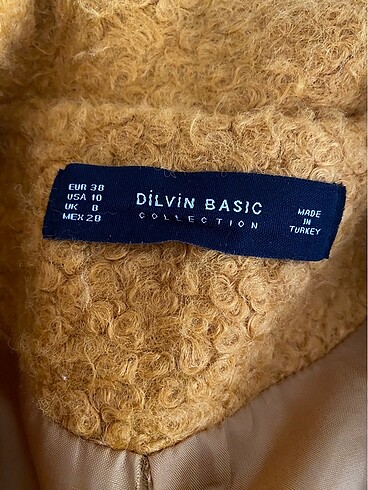 EUR 38
USA 10
UK 8
MEX 28
DİLVİN BASIC
COLLECTION
MADE
IN
TURKEY